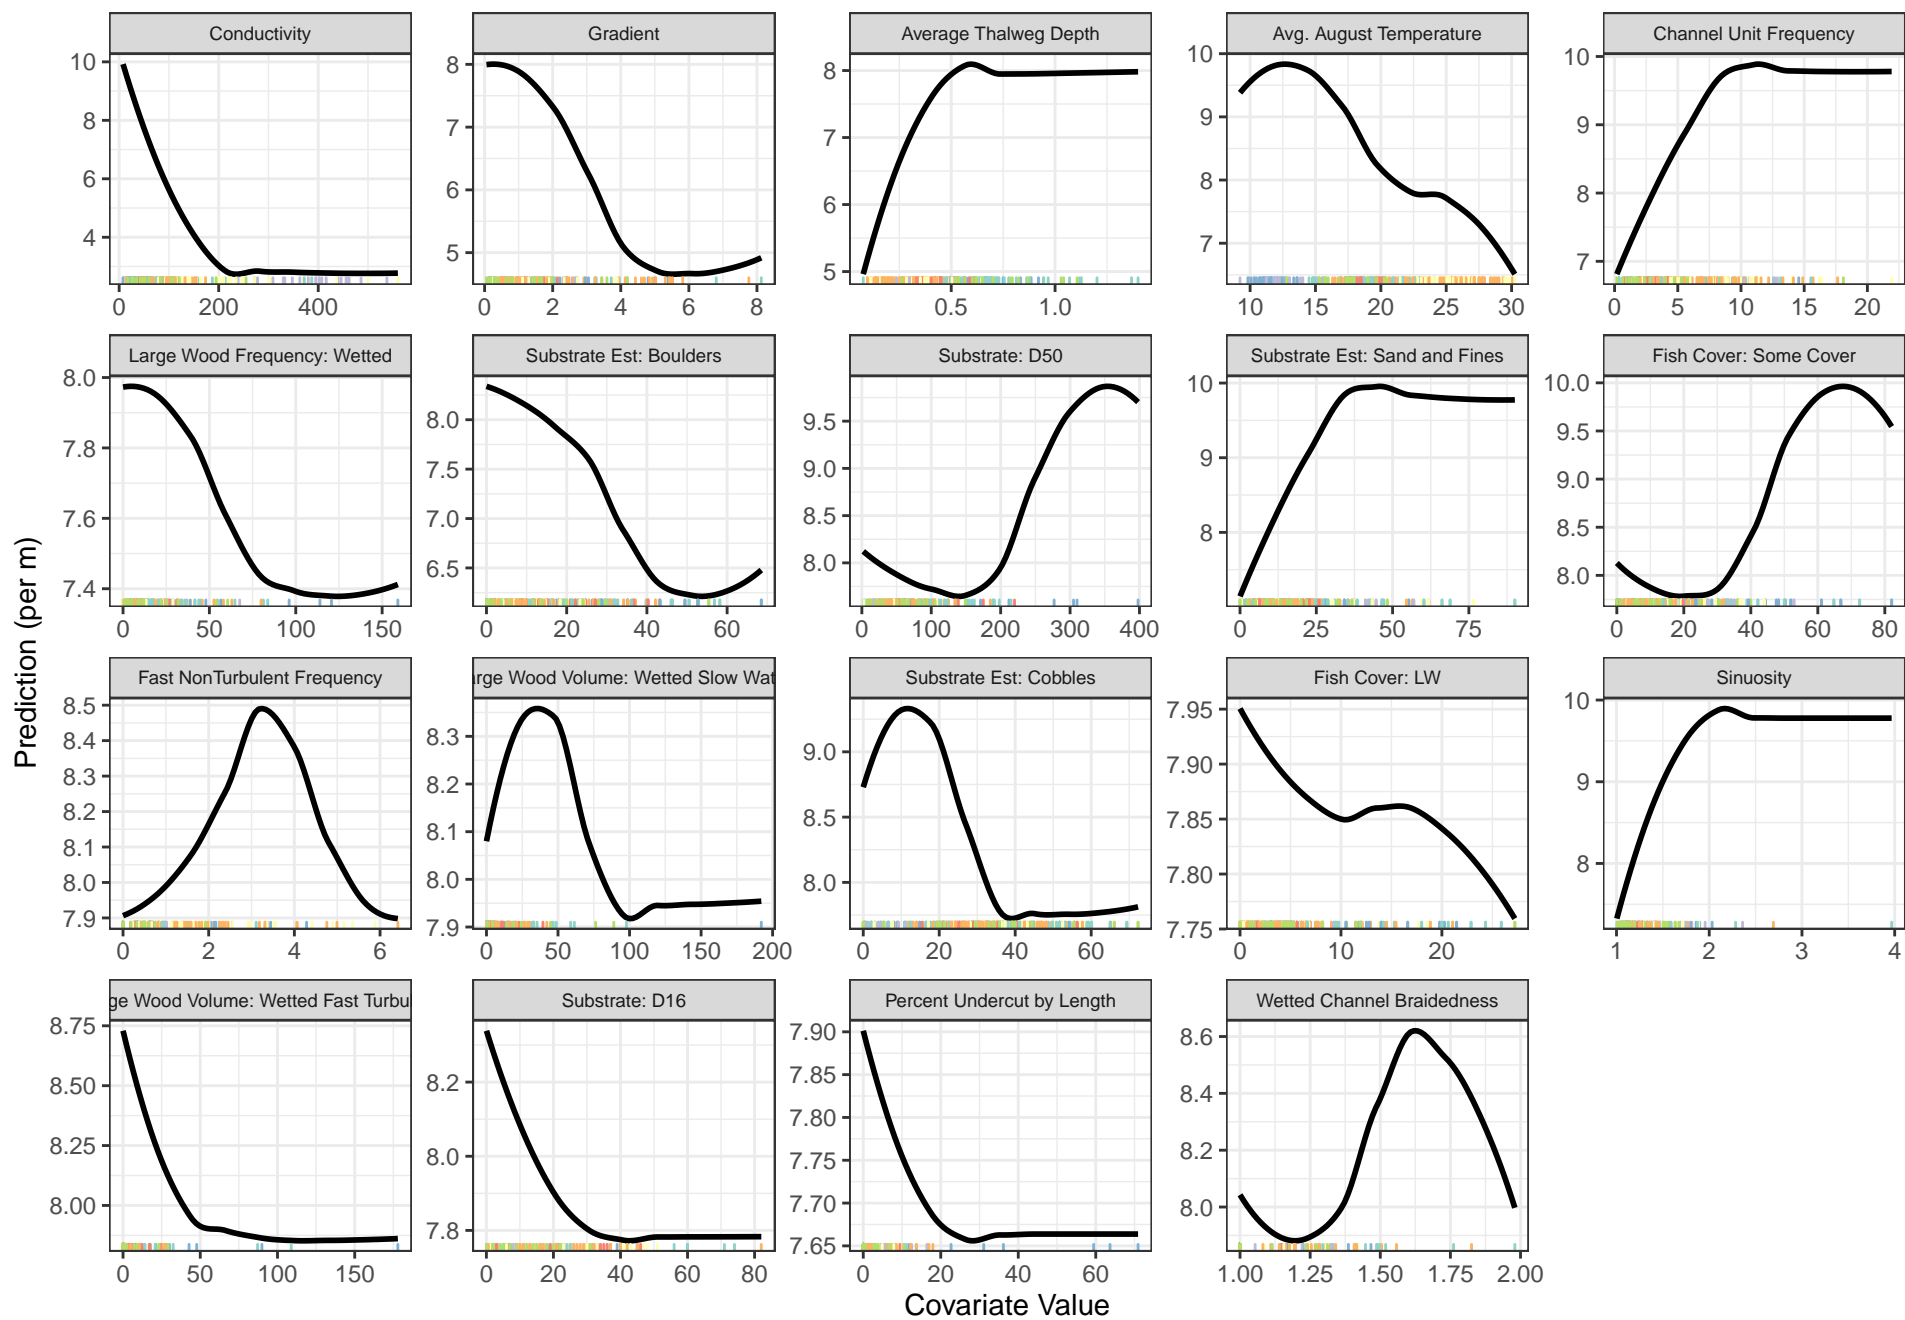 Conductivity
Gradient
Average Thalweg Depth
Avg. August Temperature
Channel Unit Frequency
10
8
6
4
0 200 400
8
7
6
5
0 2 4 6 8
8
7
6
5
0.5 1.0
10
9
8
7
10 15 20 25 30
10
9
8
7
0 5 10 15 20
Large Wood Frequency: Wetted
Substrate Est: Boulders
Substrate: D50
Substrate Est: Sand and Fines
Fish Cover: Some Cover
8.0
7.8
7.6
7.4
0 50 100 150
8.0
7.5
7.0
6.5
0 20 40 60
9.5
9.0
8.5
8.0
0 100 200 300 400
10
9
8
0 25 50 75
10.0
9.5
9.0
8.5
8.0
0 20 40 60 80
Prediction (per m)
Fast NonTurbulent Frequency
arge Wood Volume: Wetted Slow Wat
Substrate Est: Cobbles
Fish Cover: LW
Sinuosity
8.5
8.4
8.3
8.2
8.1
8.0
7.9
0 2 4 6
8.3
8.2
8.1
8.0
7.9
0 50 100 150 200
9.0
8.5
8.0
0 20 40 60
7.95
7.90
7.85
7.80
7.75
0 10 20
10
9
8
1 2 3 4
ge Wood Volume: Wetted Fast Turbu
Substrate: D16
Percent Undercut by Length
Wetted Channel Braidedness
8.75
8.50
8.25
8.00
0 50 100 150
8.2
8.0
7.8
0 20 40 60 80
7.90
7.85
7.80
7.75
7.70
7.65
0 20 40 60
8.6
8.4
8.2
8.0
1.00 1.25 1.50 1.75 2.00
Covariate Value